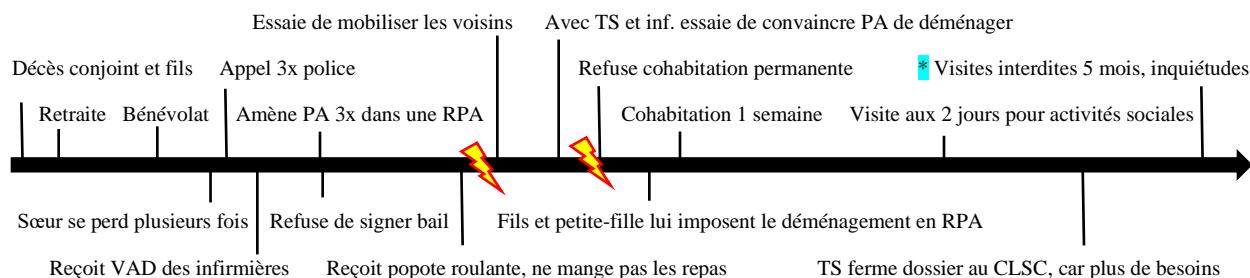 Essaie de mobiliser les voisins
Avec TS et inf. essaie de convaincre PA de déménager
Décès conjoint et fils
Appel 3x police
Refuse cohabitation permanente
* Visites interdites 5 mois, inquiétudes
Retraite
Bénévolat
Amène PA 3x dans une RPA
Cohabitation 1 semaine
Visite aux 2 jours pour activités sociales
Sœur se perd plusieurs fois
Refuse de signer bail
Fils et petite-fille lui imposent le déménagement en RPA
Reçoit VAD des infirmières
Reçoit popote roulante, ne mange pas les repas
TS ferme dossier au CLSC, car plus de besoins